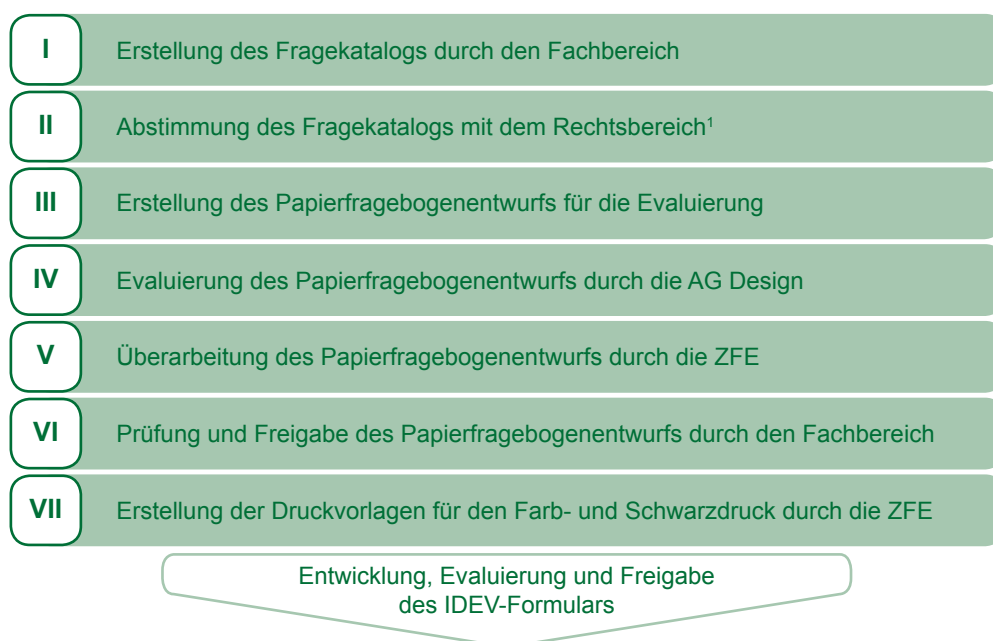 I Erstellung des Fragekatalogs durch den Fachbereich
II Abstimmung des Fragekatalogs mit dem Rechtsbereich¹
III Erstellung des Papierfragebogenentwurfs für die Evaluierung
IV Evaluierung des Papierfragebogenentwurfs durch die AG Design
V Überarbeitung des Papierfragebogenentwurfs durch die ZFE
VI Prüfung und Freigabe des Papierfragebogenentwurfs durch den Fachbereich
VII Erstellung der Druckvorlagen für den Farb- und Schwarzdruck durch die ZFE
Entwicklung, Evaluierung und Freigabe
des IDEV-Formulars